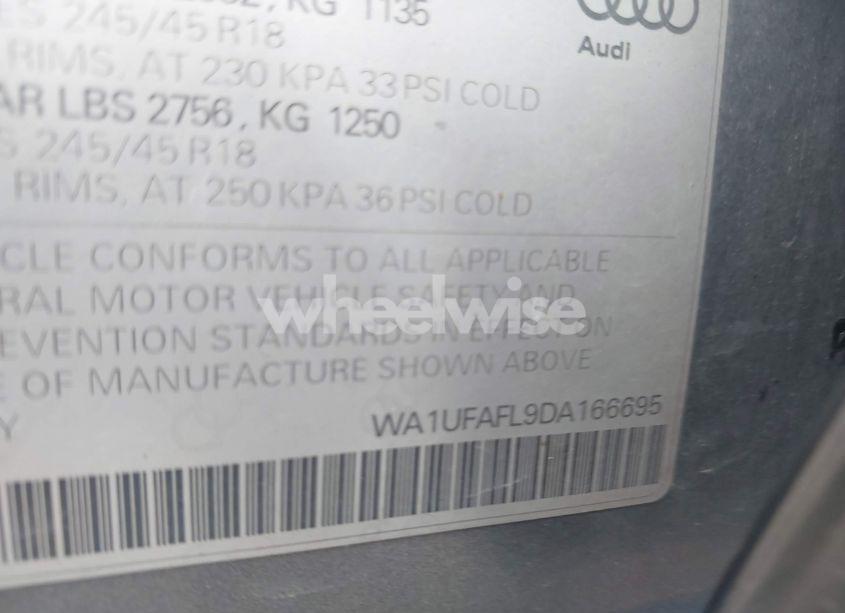 KG 1135
245/45 R18
RIMS, AT 230 KPA 33 PSI COLD
AR LBS 2756, KG 1250
S 245/45 R18
RIMS, AT 250 KPA 36 PSI COLD
CLE CONFORMS TO ALL APPLICABLE
RAL MOTOR VEHICLE SAFETY AND
EVENTION STANDARDS IN EFFECT ON
E OF MANUFACTURE SHOWN ABOVE
Y
WA1UFAFL9DA166695
Audi
wheelwise